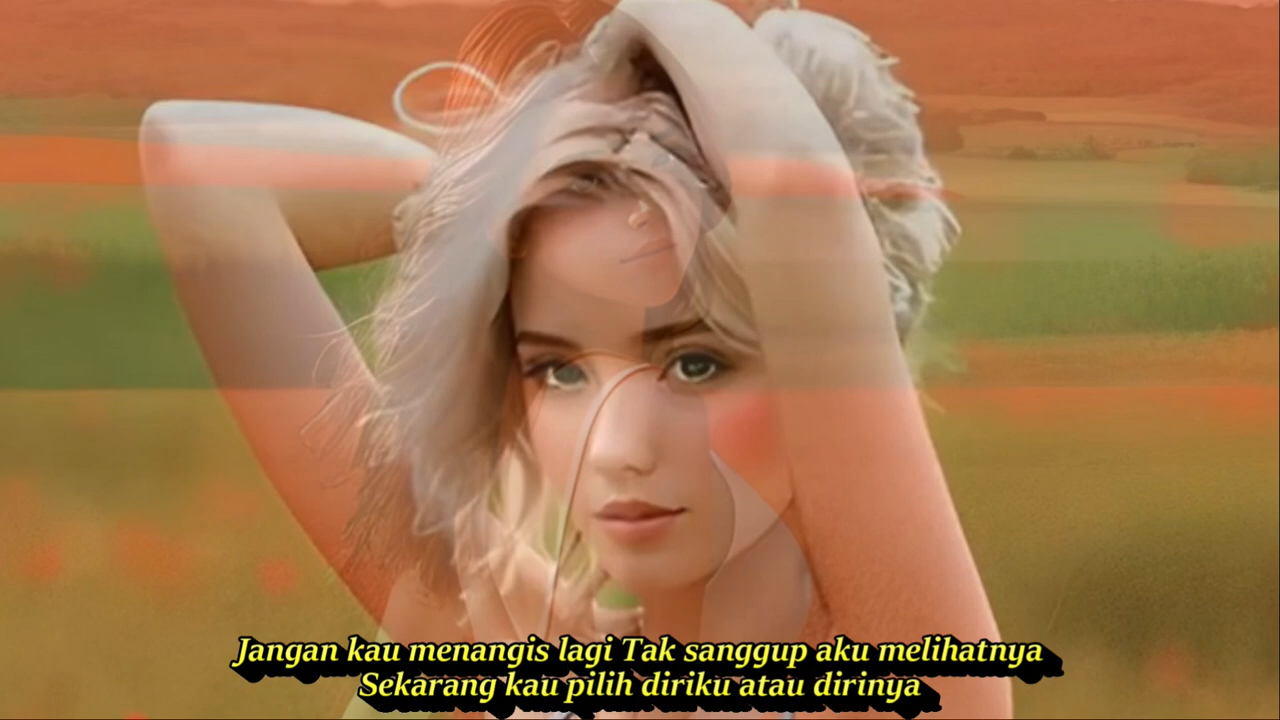 Jangan kau menangis lagi Tak sanggup aku melihatnya
Sekarang kau pilih diriku atau dirinya